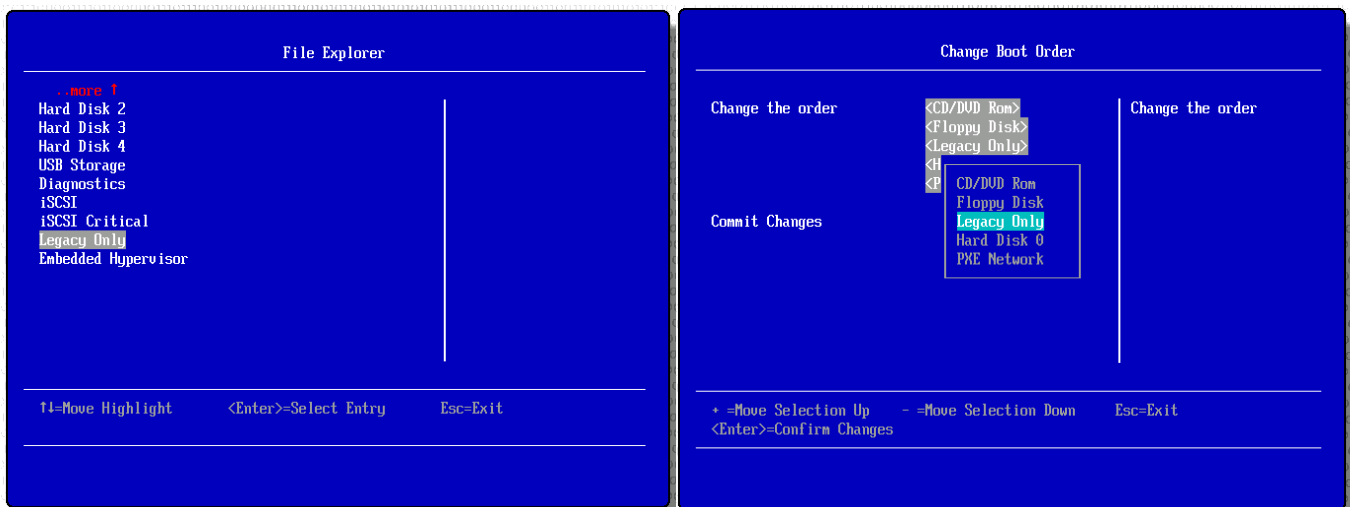 File Explorer
..more ↑
Hard Disk 2
Hard Disk 3
Hard Disk 4
USB Storage
Diagnostics
iSCSI
iSCSI Critical
Legacy Only
Embedded Hypervisor
↑↓=Move Highlight <Enter>=Select Entry Esc=Exit
Change Boot Order
Change the order <CD/DVD Rom> Change the order
<Floppy Disk>
<Legacy Only>
<H
<P
CD/DVD Rom
Floppy Disk
Commit Changes Legacy Only
Hard Disk 0
PXE Network
+ =Move Selection Up - =Move Selection Down Esc=Exit
<Enter>=Confirm Changes